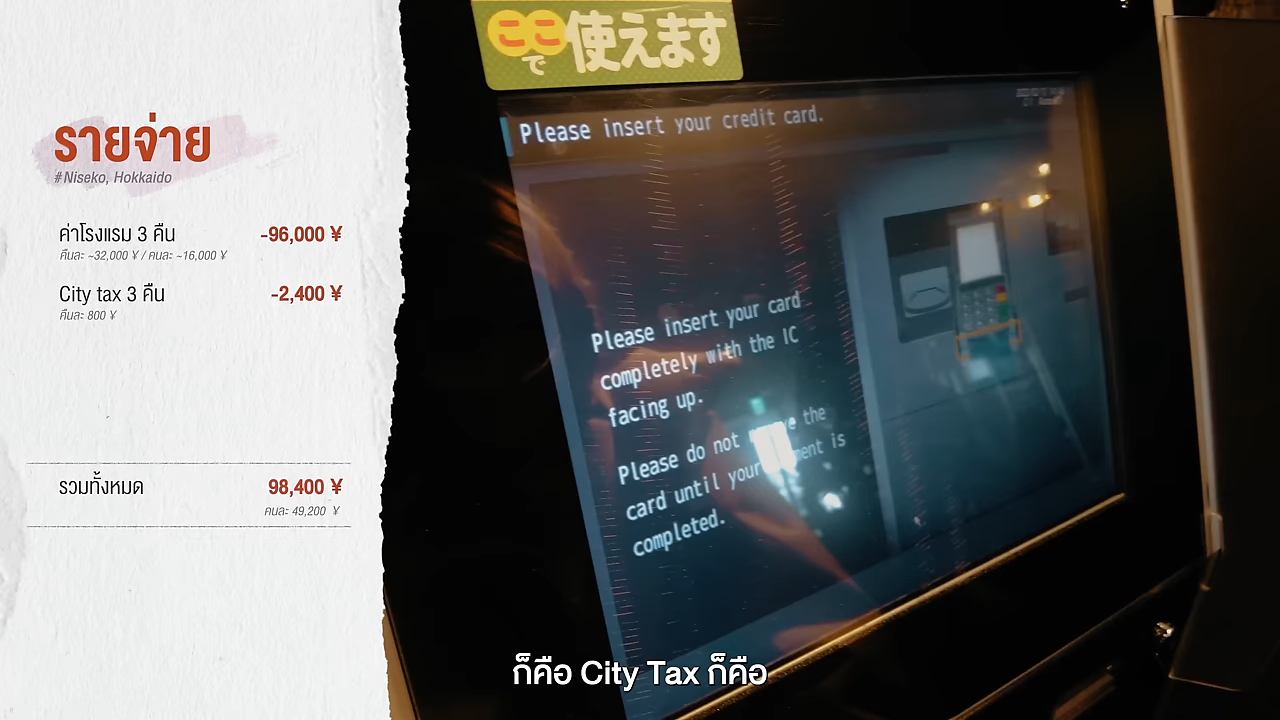 รายจ่าย
#Niseko, Hokkaido
ค่าโรงแรม 3 คืน -96,000 ¥
คืนละ ~32,000 ¥ / คนละ ~16,000 ¥
City tax 3 คืน -2,400 ¥
คืนละ 800 ¥
รวมทั้งหมด 98,400 ¥
คนละ 49,200 ¥
ここで使えます
Please insert your credit card.
Please insert your card
completely with the IC
facing up.
Please do not the
card until your is
completed.
ก็คือ City Tax ก็คือ